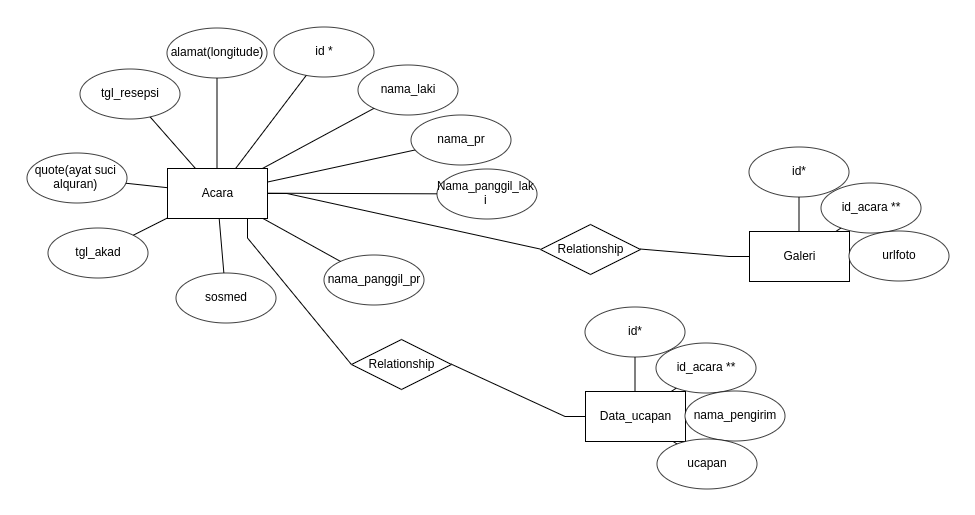 alamat(longitude)
id *
tgl_resepsi
nama_laki
nama_pr
quote(ayat suci
alquran)
Acara
Nama_panggil_lak
i
tgl_akad
sosmed
nama_panggil_pr
Relationship
id*
id_acara **
Galeri
urlfoto
Relationship
id*
id_acara **
Data_ucapan
nama_pengirim
ucapan